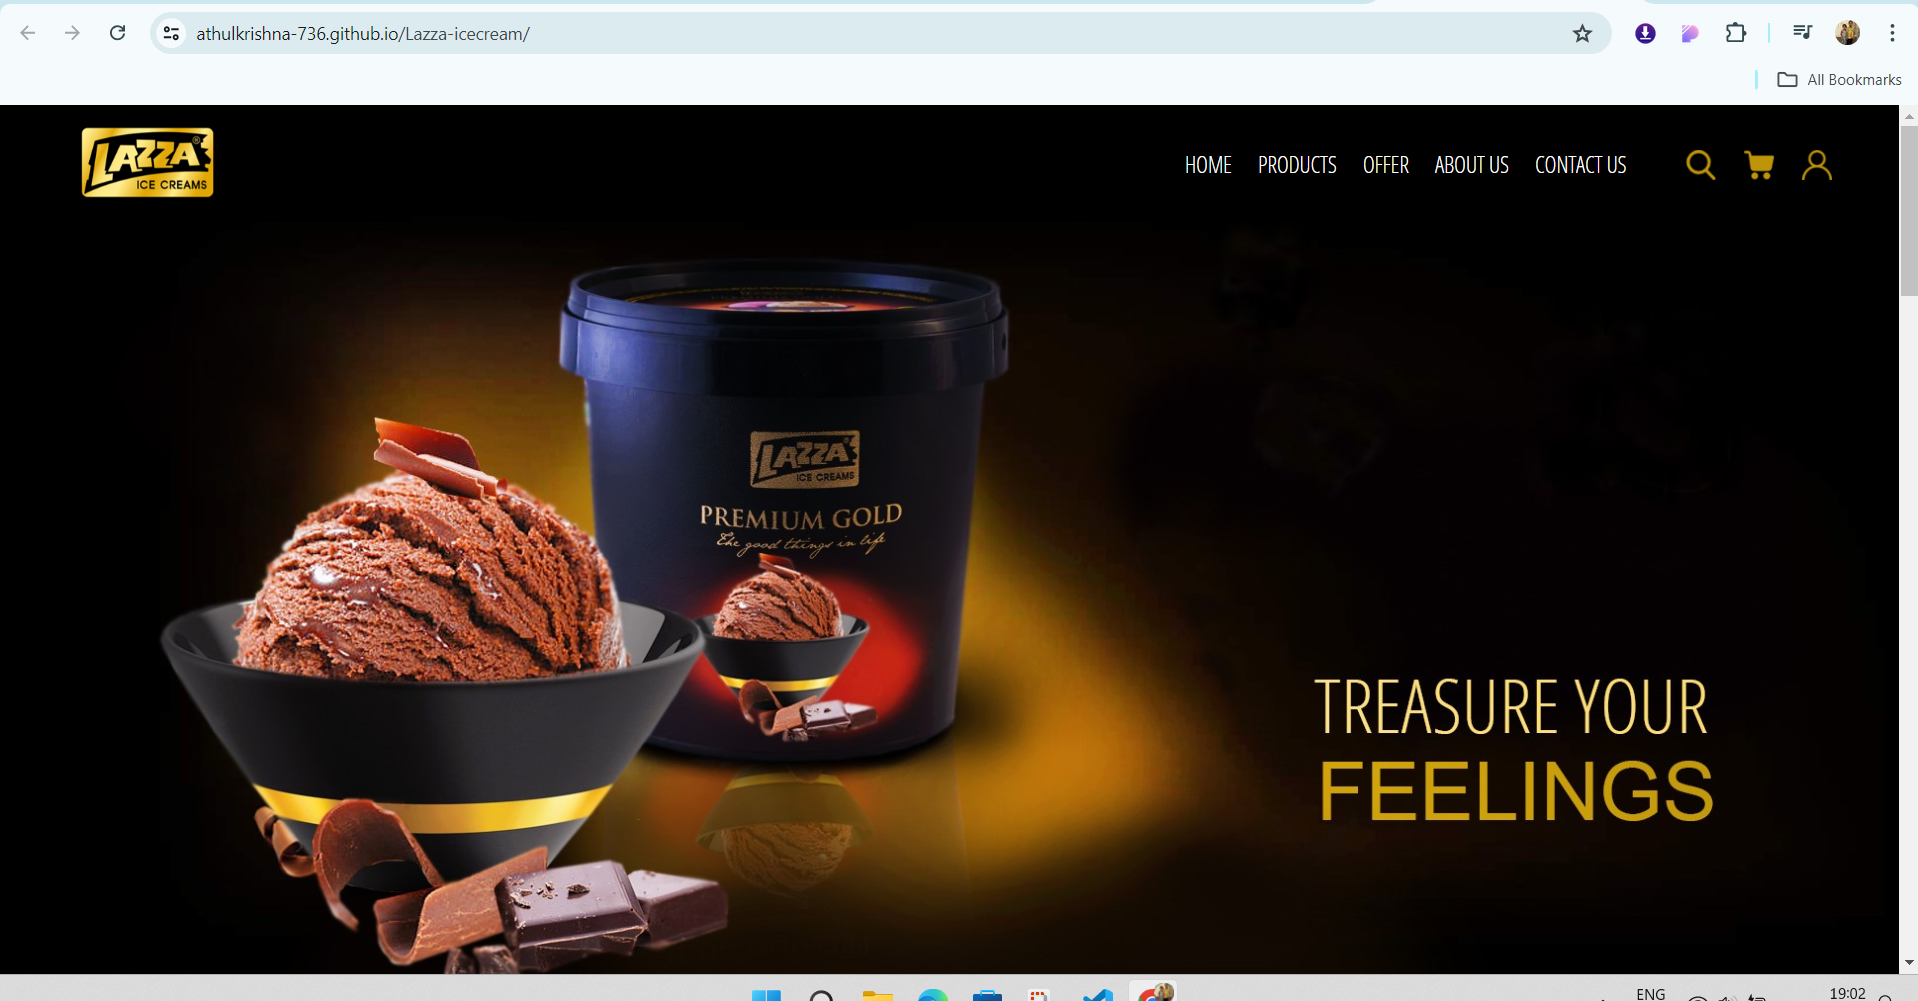 athulkrishna-736.github.io/Lazza-icecream/
All Bookmarks
LAZZA®
ICE CREAMS
HOME PRODUCTS OFFER ABOUT US CONTACT US
LAZZA®
ICE CREAMS
PREMIUM GOLD
The good things in life
TREASURE YOUR
FEELINGS
ENG
19:02